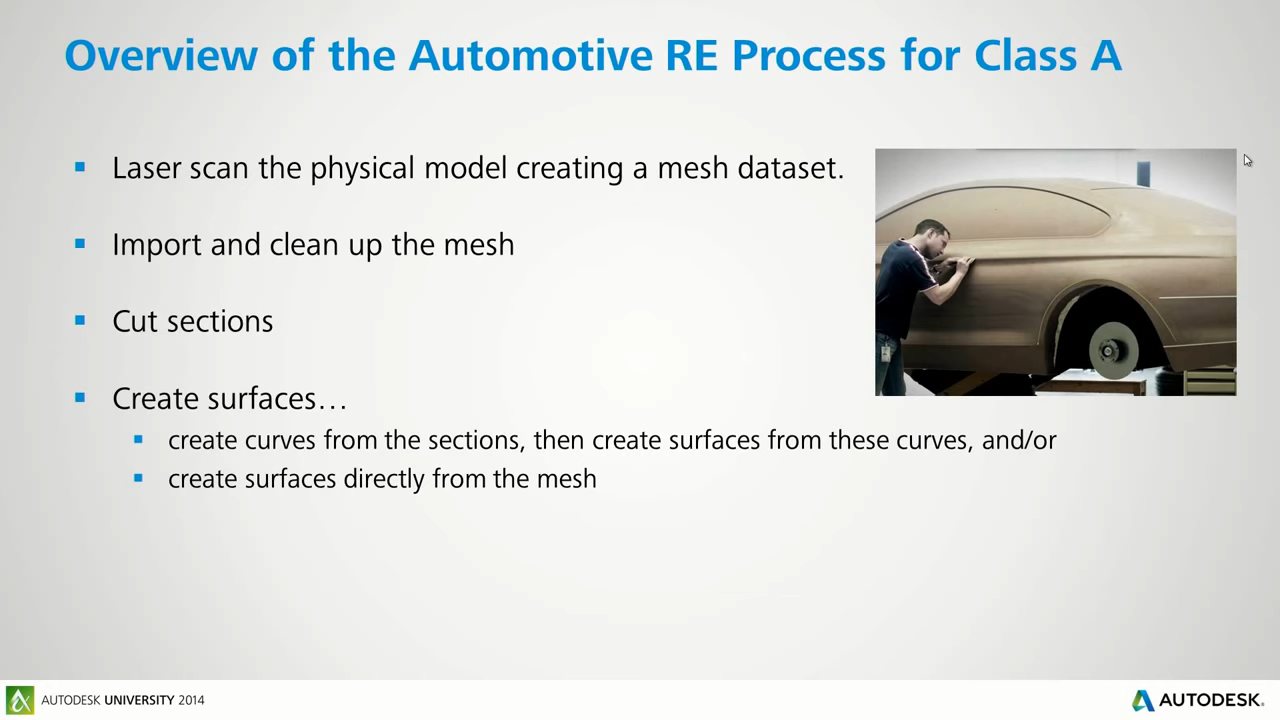 Overview of the Automotive RE Process for Class A
Laser scan the physical model creating a mesh dataset.
Import and clean up the mesh
Cut sections
Create surfaces…
create curves from the sections, then create surfaces from these curves, and/or
create surfaces directly from the mesh
AUTODESK UNIVERSITY 2014
AUTODESK.